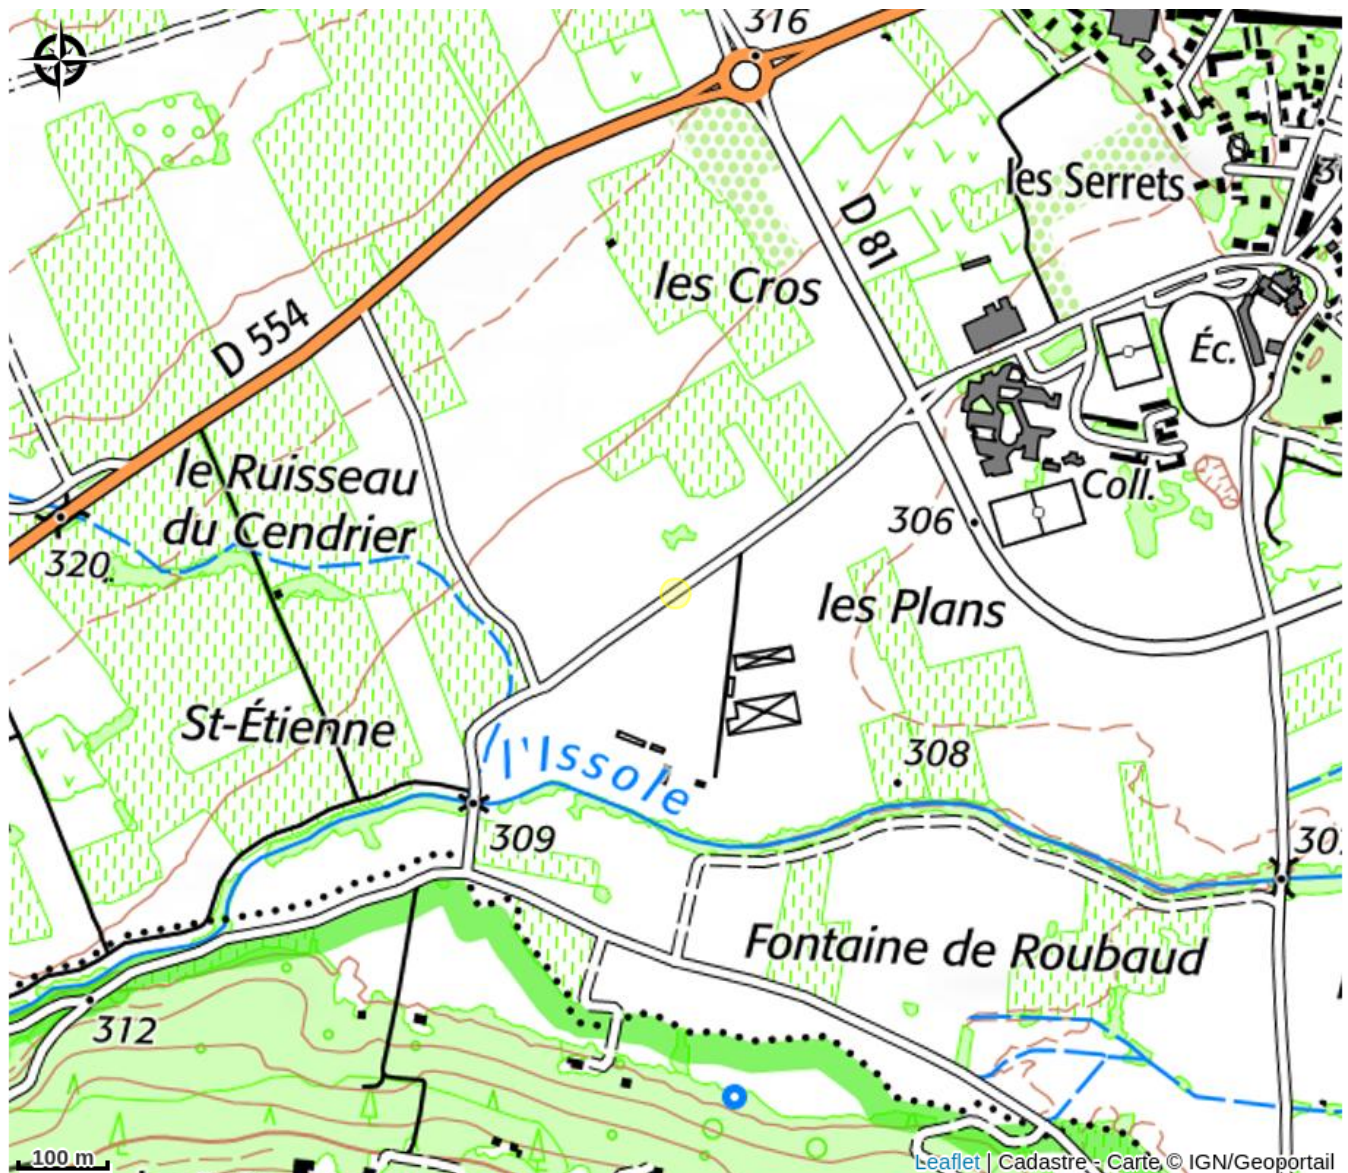 316
les Serrets
D 81
les Cros
D 554
Éc.
le Ruisseau
du Cendrier
Coll.
306
320
les Plans
St-Étienne
308
l'Issole
309
Fontaine de Roubaud
312
100 m
Leaflet | Cadastre - Carte © IGN/Geoportail